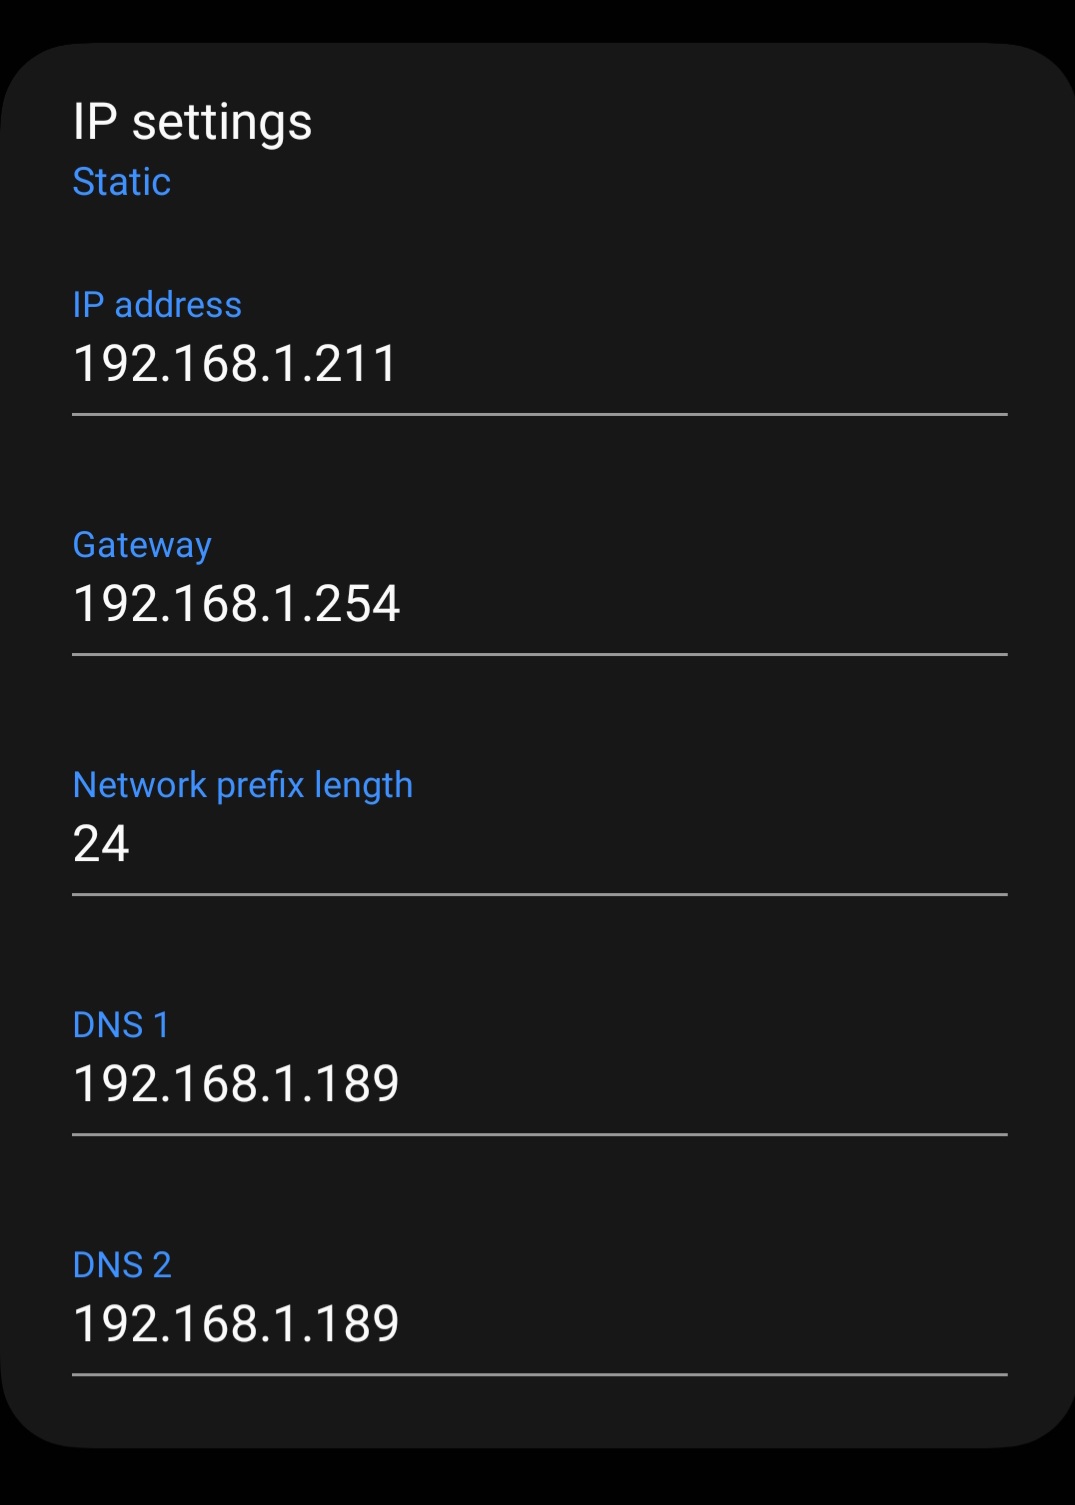 IP settings
Static
IP address
192.168.1.211
Gateway
192.168.1.254
Network prefix length
24
DNS 1
192.168.1.189
DNS 2
192.168.1.189